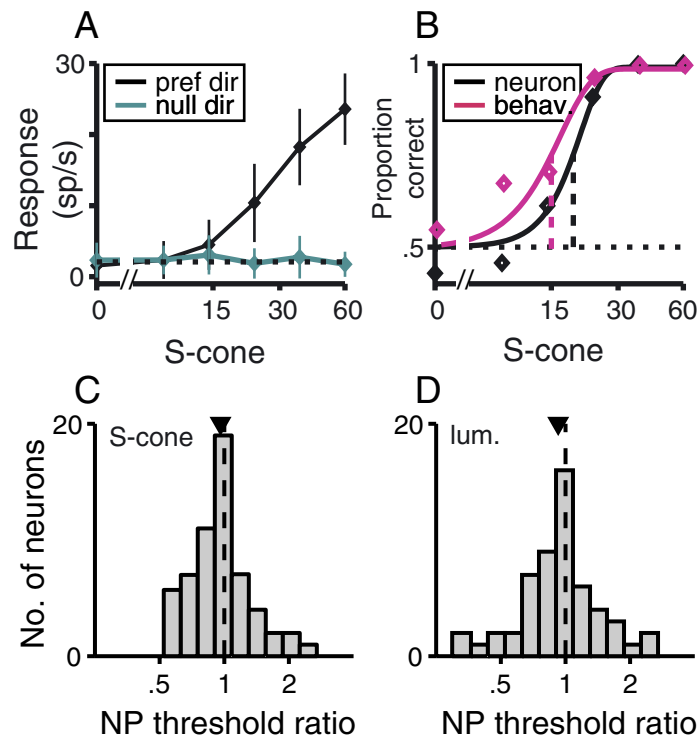 A
B
30
pref dir
null dir
Response
(sp/s)
0
0
15
30
60
S-cone
1
neuron
behav.
Proportion
correct
.5
0
15
30
60
S-cone
C
D
20
S-cone
No. of neurons
0
.5
1
2
NP threshold ratio
20
lum.
0
.5
1
2
NP threshold ratio